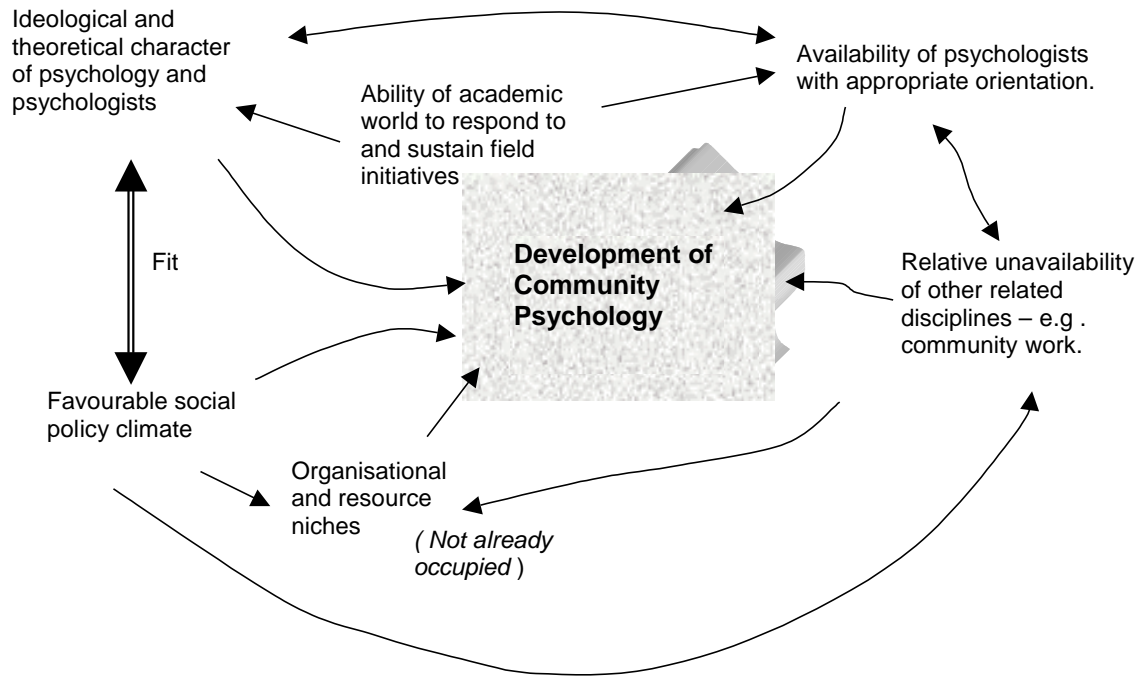 Ideological and
theoretical character
of psychology and
psychologists
Availability of psychologists
with appropriate orientation.
Ability of academic
world to respond to
and sustain field
initiatives
Fit
Development of
Community
Psychology
Relative unavailability
of other related
disciplines – e.g .
community work.
Favourable social
policy climate
Organisational
and resource
niches
( Not already
occupied )